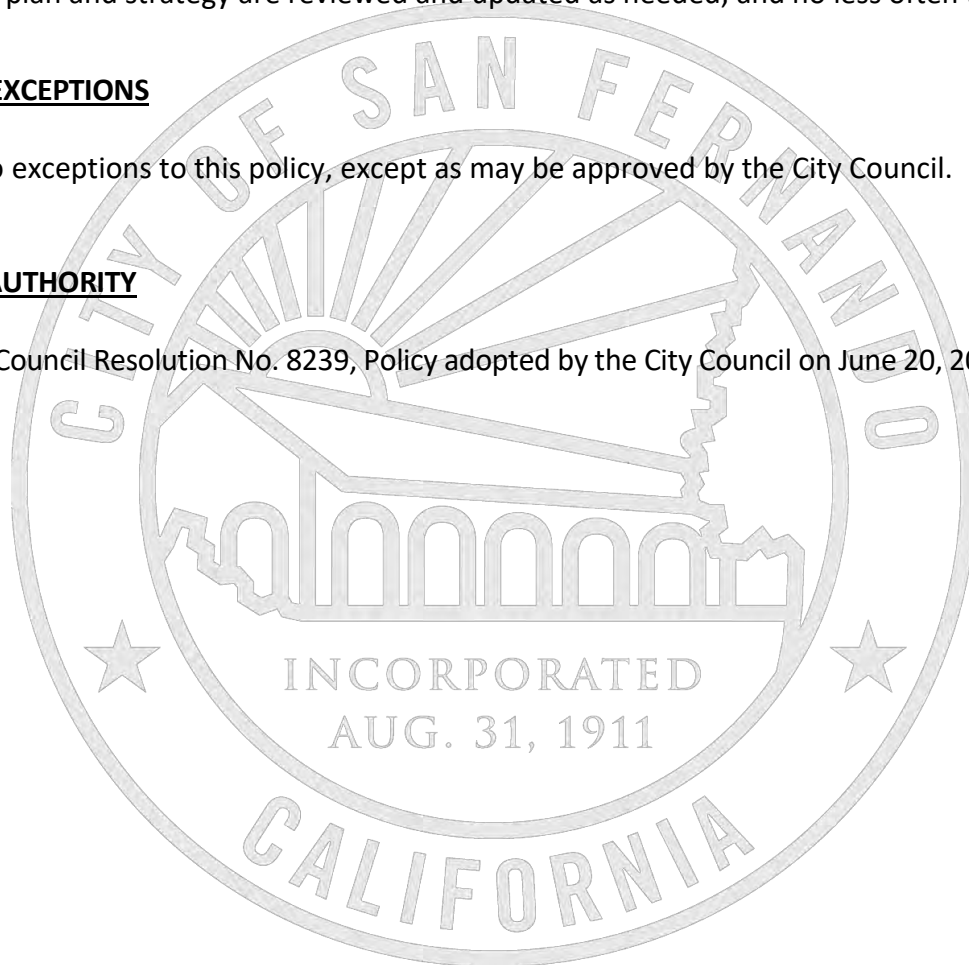 plan and strategy are reviewed and updated as needed, and no less often
EXCEPTIONS
exceptions to this policy, except as may be approved by the City Council.
AUTHORITY
Council Resolution No. 8239, Policy adopted by the City Council on June 20,
CITY OF SAN FERNANDO
INCORPORATED
AUG. 31, 1911
CALIFORNIA